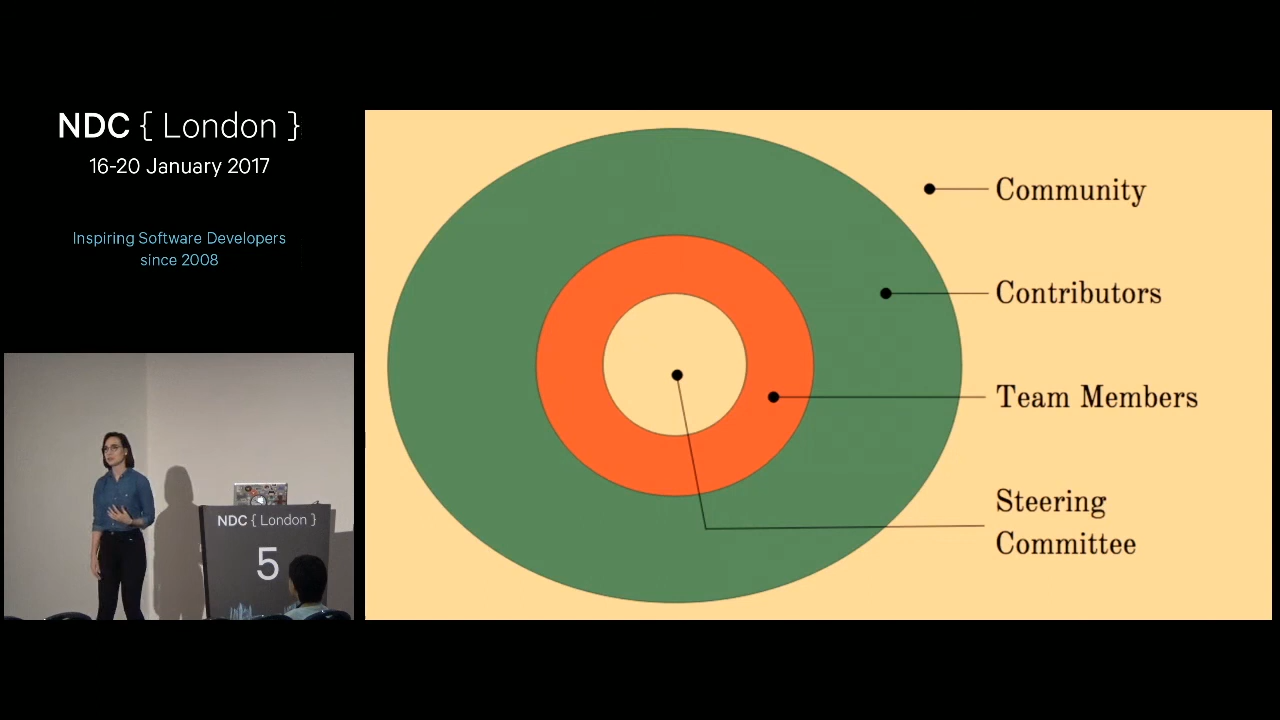 NDC { London }
16-20 January 2017
Inspiring Software Developers
since 2008
NDC { London }
5
Community
Contributors
Team Members
Steering
Committee